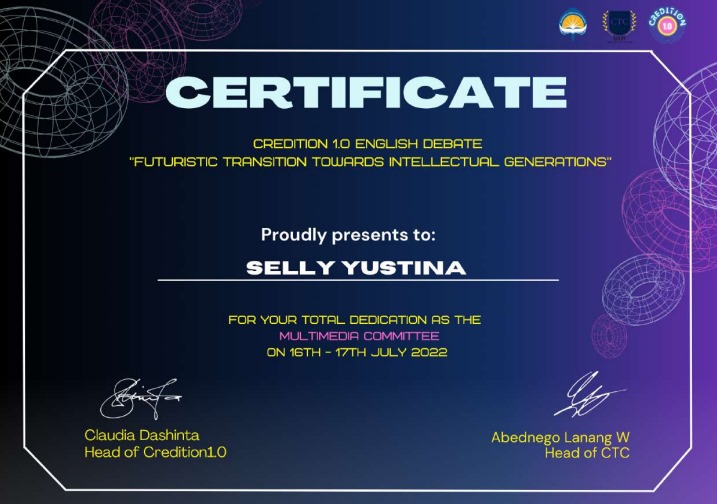 CREDITION
1.0
CTC
CERTIFICATE
CREDITION 1.0 ENGLISH DEBATE
"FUTURISTIC TRANSITION TOWARDS INTELLECTUAL GENERATIONS"
Proudly presents to:
SELLY YUSTINA
FOR YOUR TOTAL DEDICATION AS THE
MULTIMEDIA COMMITTEE
ON 16TH - 17TH JULY 2022
Claudia Dashinta
Head of Credition1.0
Abednego Lanang W
Head of CTC